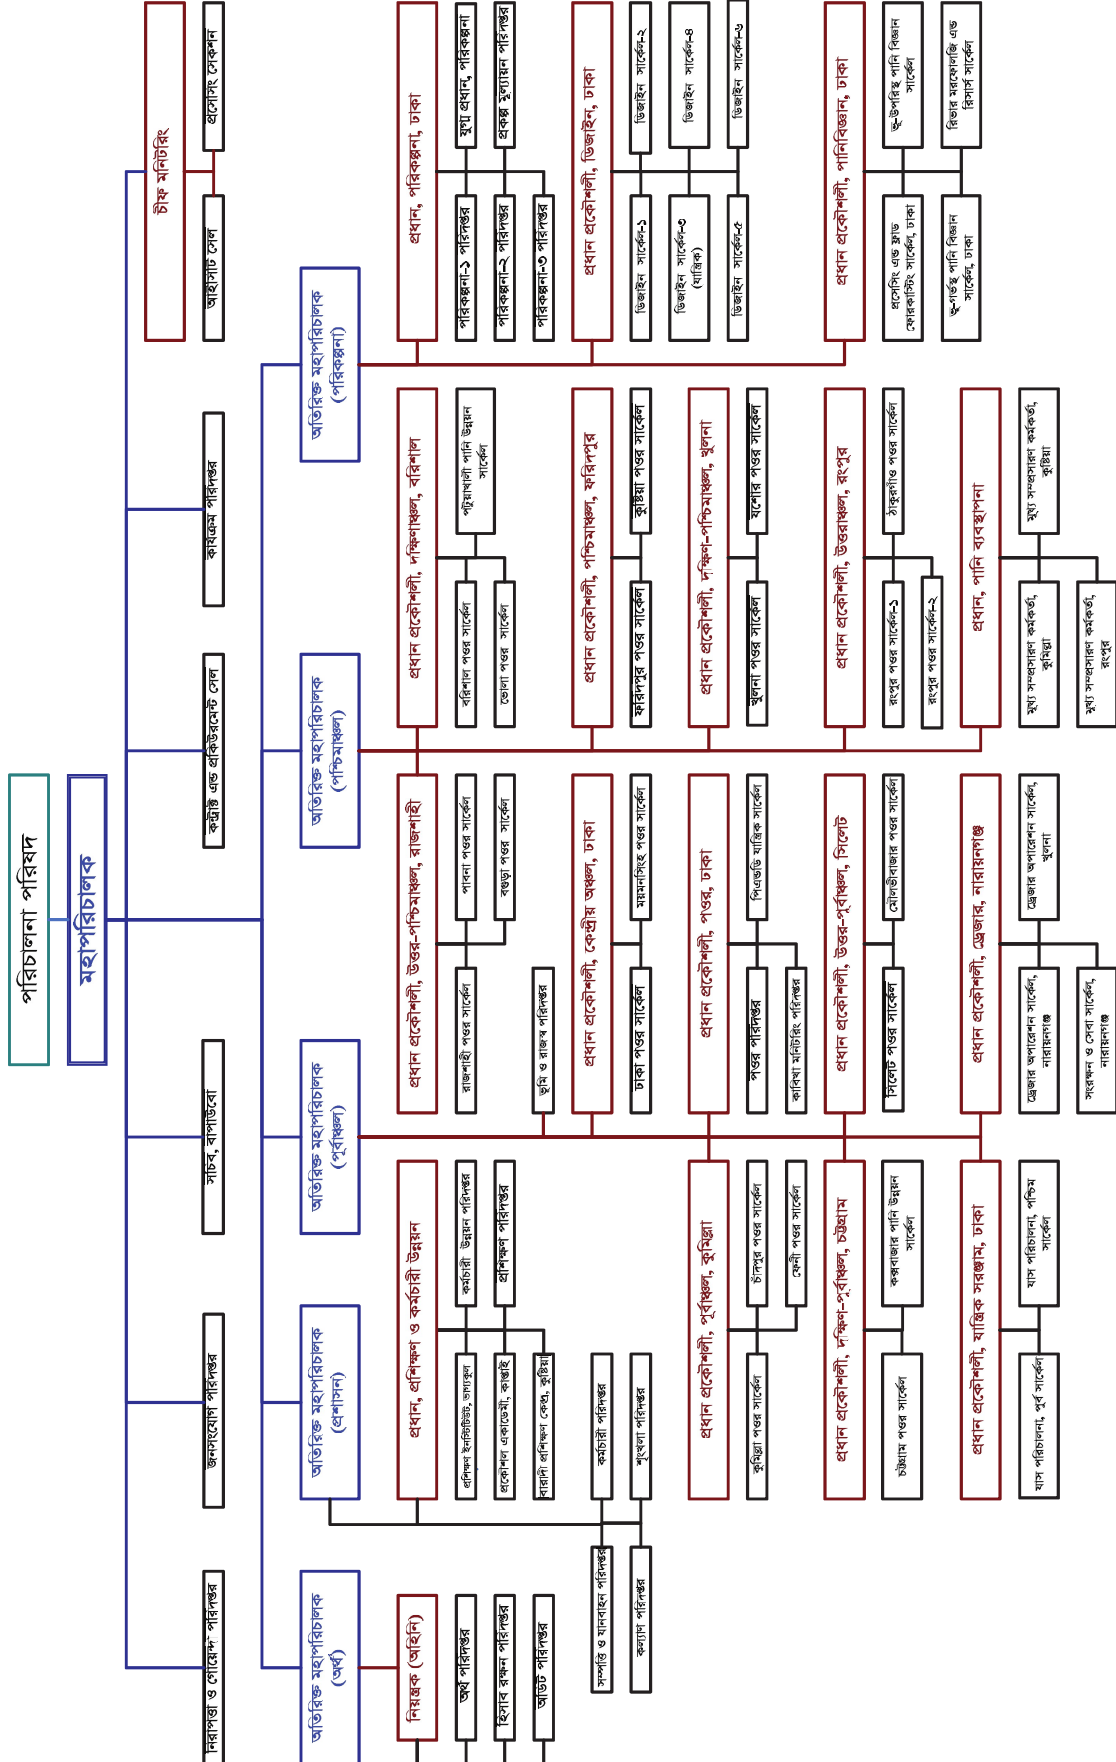 পরিচালনা পরিষদ
মহাপরিচালক
নিরাপত্তা ও গোয়েন্দা পরিদপ্তর
জনসংযোগ পরিদপ্তর
সচিব, বাপাউবো
কন্ট্রাক্ট এন্ড প্রকিউরমেন্ট সেল
কার্যক্রম পরিদপ্তর
চীফ মনিটরিং
আইসিটি সেল
প্রসেসিং সেকশন
অতিরিক্ত মহাপরিচালক
(অর্থ)
অতিরিক্ত মহাপরিচালক
(প্রশাসন)
অতিরিক্ত মহাপরিচালক
(পূর্বাঞ্চল)
অতিরিক্ত মহাপরিচালক
(পশ্চিমাঞ্চল)
অতিরিক্ত মহাপরিচালক
(পরিকল্পনা)
নিয়ন্ত্রক (অহিনি)
অর্থ পরিদপ্তর
হিসাব রক্ষন পরিদপ্তর
অডিট পরিদপ্তর
প্রধান, প্রশিক্ষণ ও কর্মচারী উন্নয়ন
প্রশিক্ষণ ইনস্টিটিউট, ভাগ্যকুল
কর্মচারী উন্নয়ন পরিদপ্তর
প্রকৌশল একাডেমী, কাপ্তাই
প্রশিক্ষণ পরিদপ্তর
বারাদী প্রশিক্ষণ কেন্দ্র, কুষ্টিয়া
সম্পত্তি ও যানবাহন পরিদপ্তর
কর্মচারী পরিদপ্তর
কল্যাণ পরিদপ্তর
শৃংখলা পরিদপ্তর
প্রধান প্রকৌশলী, পূর্বাঞ্চল, কুমিল্লা
কুমিল্লা পওর সার্কেল
চাঁদপুর পওর সার্কেল
ফেনী পওর সার্কেল
প্রধান প্রকৌশলী, দক্ষিণ-পূর্বাঞ্চল, চট্টগ্রাম
চট্টগ্রাম পওর সার্কেল
কক্সবাজার পানি উন্নয়ন
সার্কেল
প্রধান প্রকৌশলী, যান্ত্রিক সরঞ্জাম, ঢাকা
যাস পরিচালনা, পূর্ব সার্কেল
যাস পরিচালনা, পশ্চিম
সার্কেল
প্রধান প্রকৌশলী, উত্তর-পশ্চিমাঞ্চল, রাজশাহী
রাজশাহী পওর সার্কেল
পাবনা পওর সার্কেল
বগুড়া পওর সার্কেল
ভূমি ও রাজস্ব পরিদপ্তর
প্রধান প্রকৌশলী, কেন্দ্রীয় অঞ্চল, ঢাকা
ঢাকা পওর সার্কেল
ময়মনসিংহ পওর সার্কেল
প্রধান প্রকৌশলী, পওর, ঢাকা
পওর পরিদপ্তর
পিএন্ডডি যান্ত্রিক সার্কেল
কাবিখা মনিটরিং পরিদপ্তর
প্রধান প্রকৌশলী, উত্তর-পূর্বাঞ্চল, সিলেট
সিলেট পওর সার্কেল
মৌলভীবাজার পওর সার্কেল
প্রধান প্রকৌশলী, ড্রেজার, নারায়নগঞ্জ
ড্রেজার অপারেশন সার্কেল,
নারায়নগঞ্জ
ড্রেজার অপারেশন সার্কেল,
খুলনা
সংরক্ষন ও সেবা সার্কেল,
নারায়নগঞ্জ
প্রধান প্রকৌশলী, দক্ষিণাঞ্চল, বরিশাল
বরিশাল পওর সার্কেল
পটুয়াখালী পানি উন্নয়ন
সার্কেল
ভোলা পওর সার্কেল
প্রধান প্রকৌশলী, পশ্চিমাঞ্চল, ফরিদপুর
ফরিদপুর পওর সার্কেল
কুষ্টিয়া পওর সার্কেল
প্রধান প্রকৌশলী, দক্ষিণ-পশ্চিমাঞ্চল, খুলনা
খুলনা পওর সার্কেল
যশোর পওর সার্কেল
প্রধান প্রকৌশলী, উত্তরাঞ্চল, রংপুর
রংপুর পওর সার্কেল-১
ঠাকুরগাঁও পওর সার্কেল
রংপুর পওর সার্কেল-২
প্রধান, পানি ব্যবস্থাপনা
মুখ্য সম্প্রসারণ কর্মকর্তা,
কুমিল্লা
মুখ্য সম্প্রসারণ কর্মকর্তা,
কুষ্টিয়া
মুখ্য সম্প্রসারণ কর্মকর্তা,
রংপুর
প্রধান, পরিকল্পনা, ঢাকা
পরিকল্পনা-১ পরিদপ্তর
যুগ্ম প্রধান, পরিকল্পনা
পরিকল্পনা-২ পরিদপ্তর
প্রকল্প মূল্যায়ন পরিদপ্তর
পরিকল্পনা-৩ পরিদপ্তর
প্রধান প্রকৌশলী, ডিজাইন, ঢাকা
ডিজাইন সার্কেল-১
ডিজাইন সার্কেল-২
ডিজাইন সার্কেল-৩
(যান্ত্রিক)
ডিজাইন সার্কেল-৪
ডিজাইন সার্কেল-৫
ডিজাইন সার্কেল-৬
প্রধান প্রকৌশলী, পানিবিজ্ঞান, ঢাকা
প্রসেসিং এন্ড ফ্লাড
ফোরকাস্টিং সার্কেল, ঢাকা
ভূ-উপরিস্থ পানি বিজ্ঞান
সার্কেল
ভূ-গর্ভস্থ পানি বিজ্ঞান
সার্কেল, ঢাকা
রিভার মরফোলজি এন্ড
রিসার্স সার্কেল